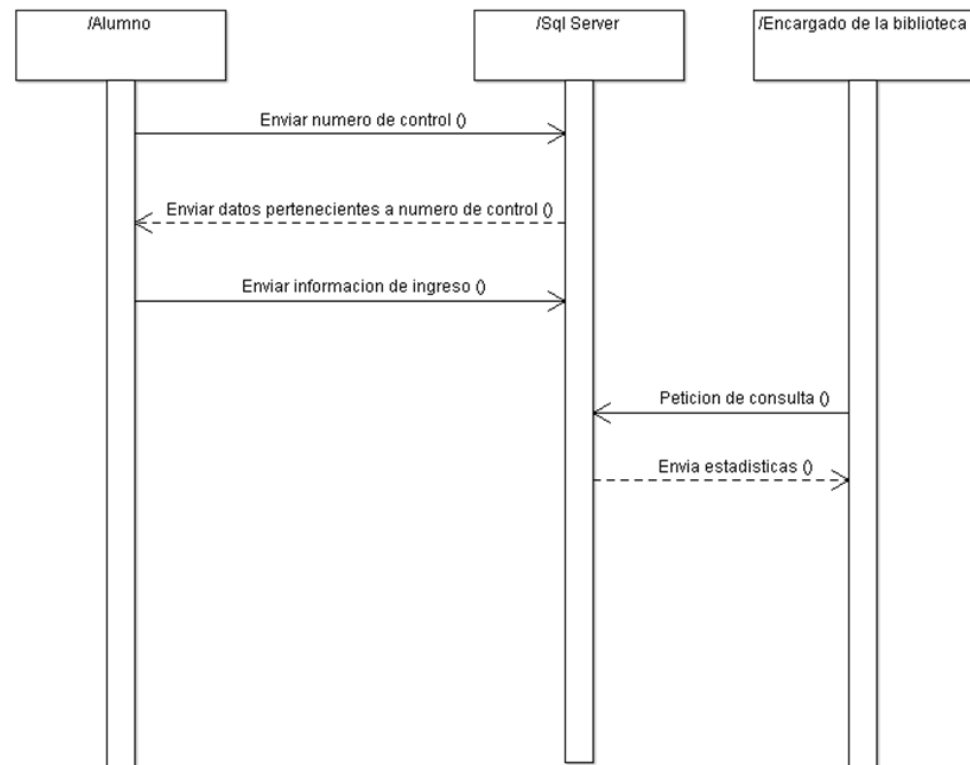 /Alumno
/Sql Server
/Encargado de la biblioteca
Enviar numero de control ()
Enviar datos pertenecientes a numero de control ()
Enviar informacion de ingreso ()
Peticion de consulta ()
Envia estadisticas ()